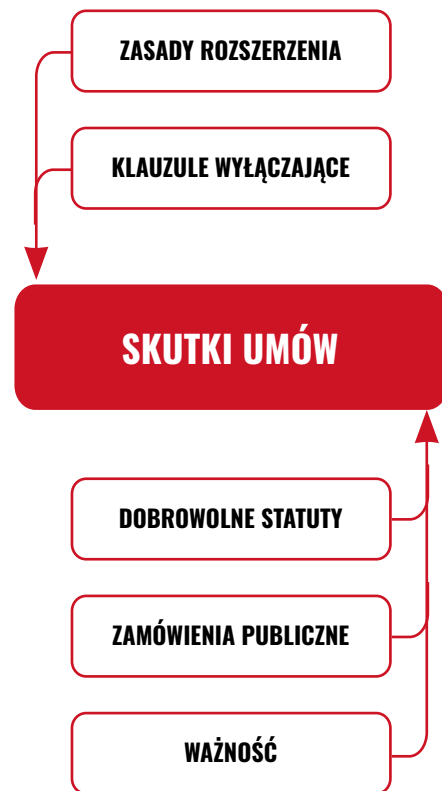 ZASADY ROZSZERZENIA
KLAUZULE WYŁĄCZAJĄCE
SKUTKI UMÓW
DOBROWOLNE STATUTY
ZAMÓWIENIA PUBLICZNE
WAŻNOŚĆ